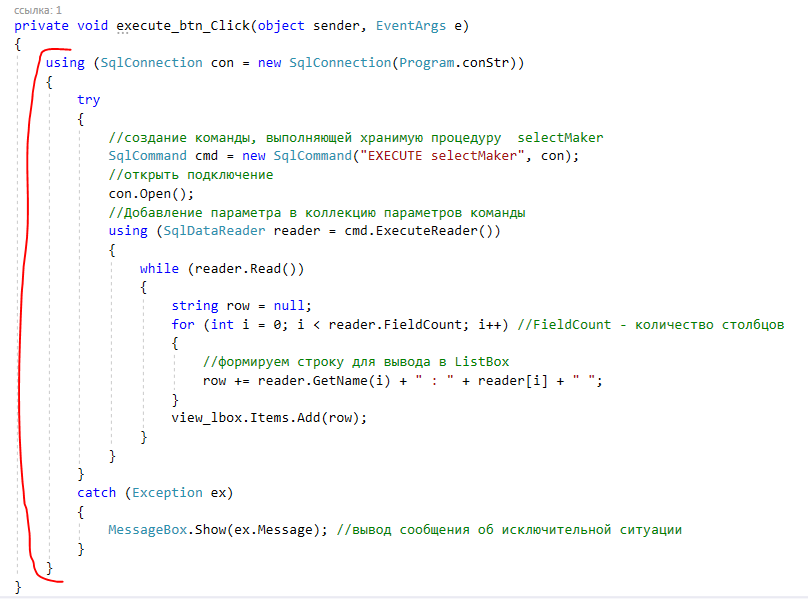 ссылка: 1
private void execute_btn_Click(object sender, EventArgs e)
{
    using (SqlConnection con = new SqlConnection(Program.conStr))
    {
        try
        {
            //создание команды, выполняющей хранимую процедуру  selectMaker
            SqlCommand cmd = new SqlCommand("EXECUTE selectMaker", con);
            //открыть подключение
            con.Open();
            //Добавление параметра в коллекцию параметров команды
            using (SqlDataReader reader = cmd.ExecuteReader())
            {
                while (reader.Read())
                {
                    string row = null;
                    for (int i = 0; i < reader.FieldCount; i++) //FieldCount - количество столбцов
                    {
                        //формируем строку для вывода в ListBox
                        row += reader.GetName(i) + " : " + reader[i] + " ";
                    }
                    view_lbox.Items.Add(row);
                }
            }
        }
        catch (Exception ex)
        {
            MessageBox.Show(ex.Message); //вывод сообщения об исключительной ситуации
        }
    }
}